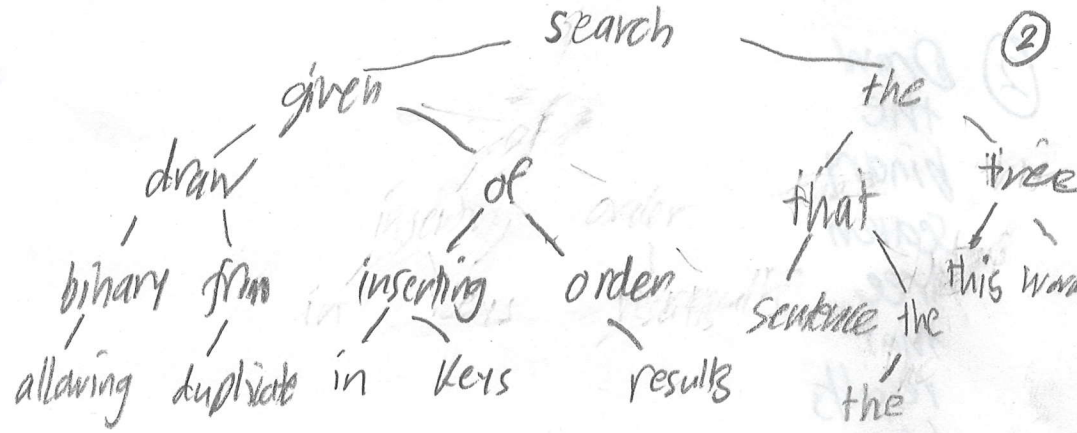 search
②
given the
draw of that tree
binary from inserting order sentence the this
allowing duplicate in keys results the